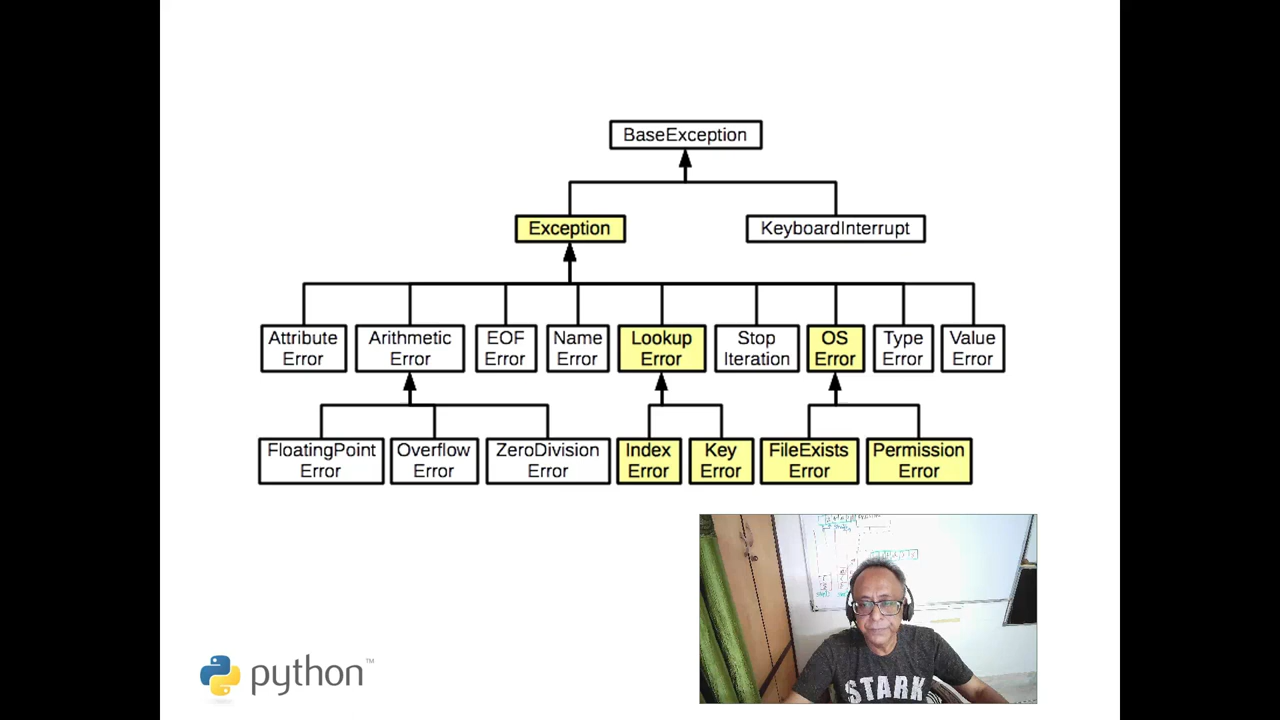 BaseException
Exception
KeyboardInterrupt
Attribute
Error
Arithmetic
Error
EOF
Error
Name
Error
Lookup
Error
Stop
Iteration
OS
Error
Type
Error
Value
Error
FloatingPoint
Error
Overflow
Error
ZeroDivision
Error
Index
Error
Key
Error
FileExists
Error
Permission
Error
STARK
python™